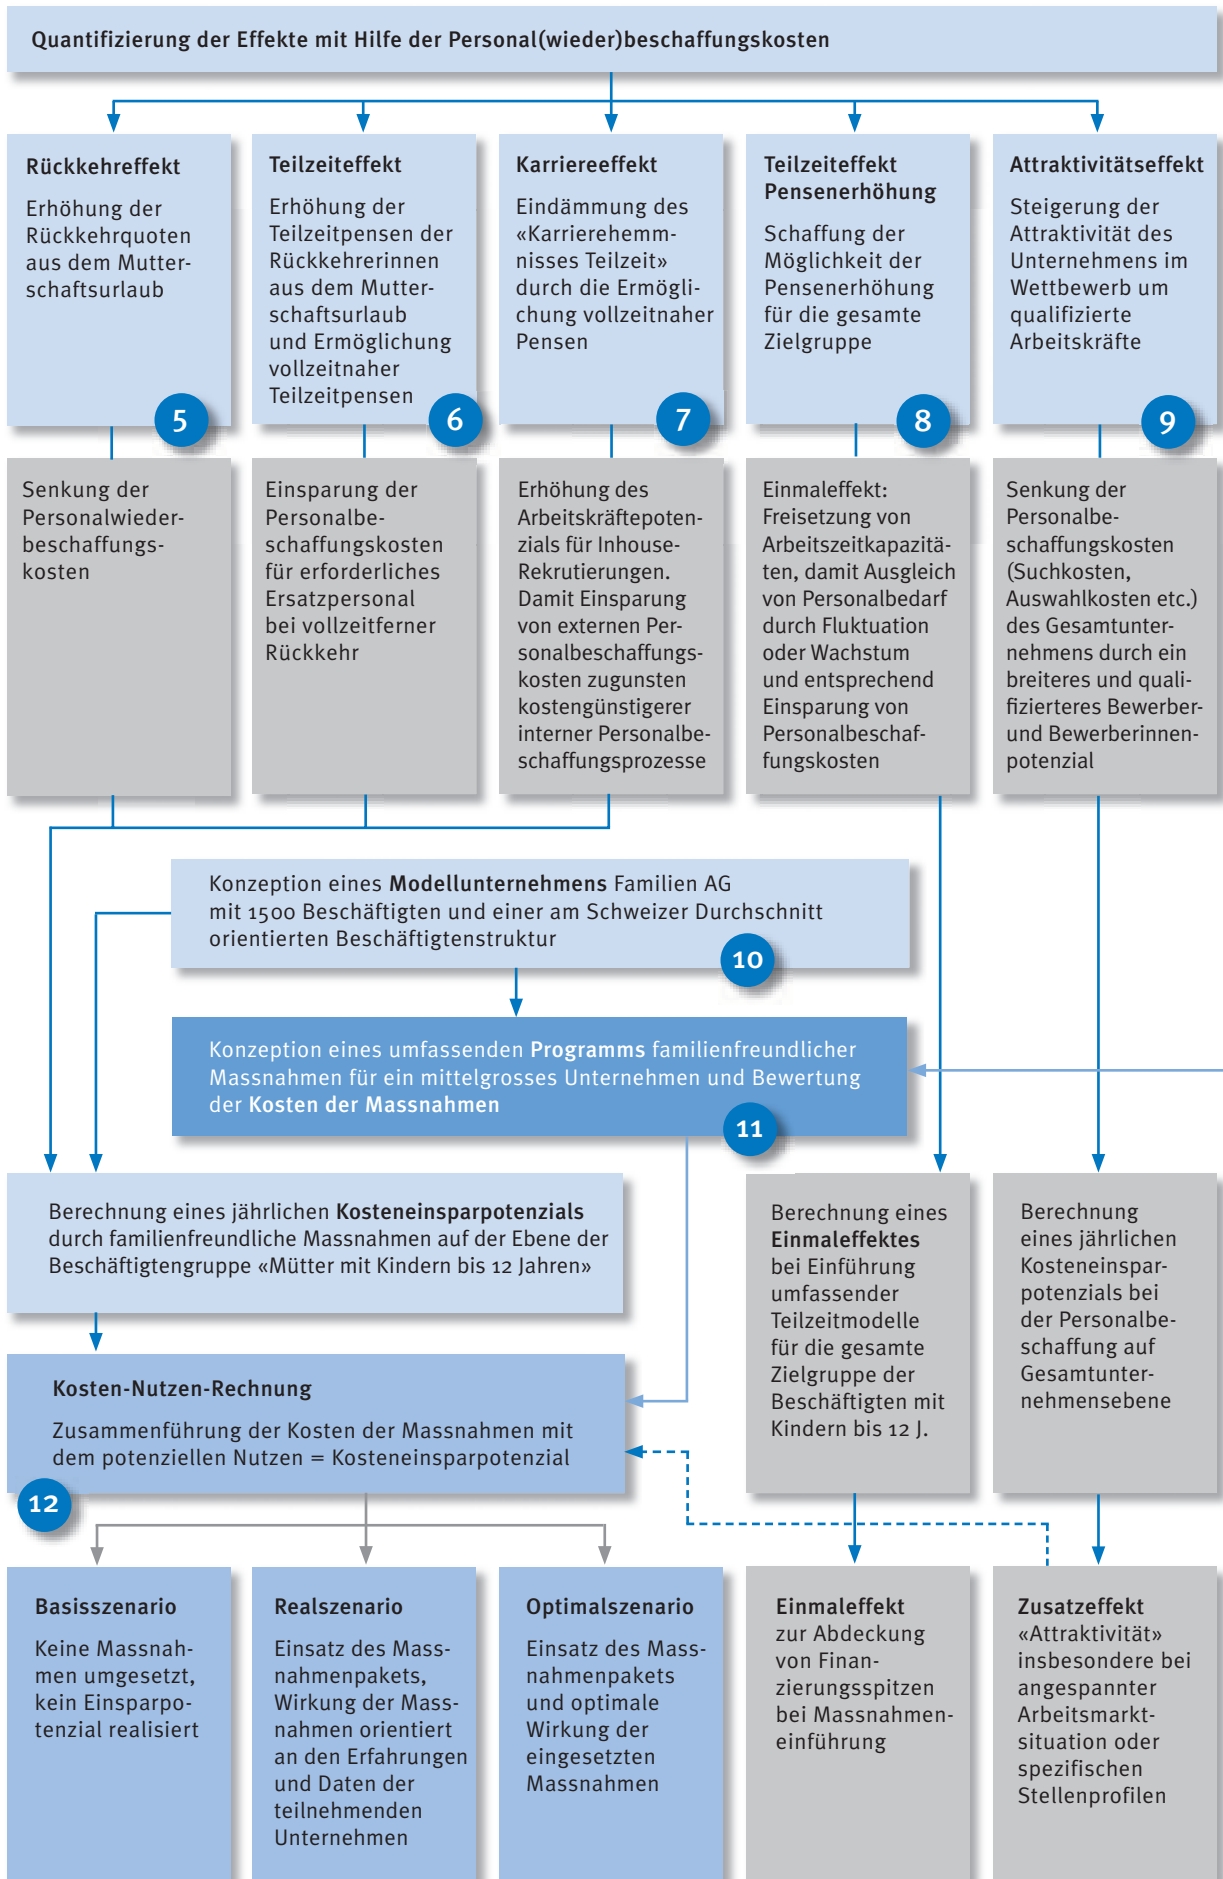 Quantifizierung der Effekte mit Hilfe der Personal(wieder)beschaffungskosten
Rückkehreffekt
Erhöhung der
Rückkehrquoten
aus dem Mutter-
schaftsurlaub
5
Teilzeiteffekt
Erhöhung der
Teilzeitpensen der
Rückkehrerinnen
aus dem Mutter-
schaftsurlaub
und Ermöglichung
vollzeitnaher
Teilzeitpensen
6
Karriereeffekt
Eindämmung des
«Karrierehemm-
nisses Teilzeit»
durch die Ermögli-
chung vollzeitnaher
Pensen
7
Teilzeiteffekt
Pensenerhöhung
Schaffung der
Möglichkeit der
Pensenerhöhung
für die gesamte
Zielgruppe
8
Attraktivitätseffekt
Steigerung der
Attraktivität des
Unternehmens im
Wettbewerb um
qualifizierte
Arbeitskräfte
9
Senkung der
Personalwieder-
beschaffungs-
kosten
Einsparung der
Personalbe-
schaffungskosten
für erforderliches
Ersatzpersonal
bei vollzeitferner
Rückkehr
Erhöhung des
Arbeitskräftepoten-
zials für Inhouse-
Rekrutierungen.
Damit Einsparung
von externen Per-
sonalbeschaffungs-
kosten zugunsten
kostengünstigerer
interner Personalbe-
schaffungsprozesse
Einmaleffekt:
Freisetzung von
Arbeitszeitkapazitä-
ten, damit Ausgleich
von Personalbedarf
durch Fluktuation
oder Wachstum
und entsprechend
Einsparung von
Personalbeschaf-
fungskosten
Senkung der
Personalbe-
schaffungskosten
(Suchkosten,
Auswahlkosten etc.)
des Gesamtunter-
nehmens durch ein
breiteres und quali-
fizierteres Bewerber-
und Bewerberinnen-
potenzial
Konzeption eines Modellunternehmens Familien AG
mit 1500 Beschäftigten und einer am Schweizer Durchschnitt
orientierten Beschäftigtenstruktur
10
Konzeption eines umfassenden Programms familienfreundlicher
Massnahmen für ein mittelgrosses Unternehmen und Bewertung
der Kosten der Massnahmen
11
Berechnung eines jährlichen Kosteneinsparpotenzials
durch familienfreundliche Massnahmen auf der Ebene der
Beschäftigtengruppe «Mütter mit Kindern bis 12 Jahren»
Berechnung eines
Einmaleffektes
bei Einführung
umfassender
Teilzeitmodelle
für die gesamte
Zielgruppe der
Beschäftigten mit
Kindern bis 12 J.
Berechnung
eines jährlichen
Kosteneinspar-
potenzials bei
der Personalbe-
schaffung auf
Gesamtunter-
nehmensebene
Kosten-Nutzen-Rechnung
Zusammenführung der Kosten der Massnahmen mit
dem potenziellen Nutzen = Kosteneinsparpotenzial
12
Basisszenario
Keine Massnah-
men umgesetzt,
kein Einsparpo-
tenzial realisiert
Realszenario
Einsatz des Mass-
nahmenpakets,
Wirkung der Mass-
nahmen orientiert
an den Erfahrungen
und Daten der
teilnehmenden
Unternehmen
Optimalszenario
Einsatz des Mass-
nahmenpakets
und optimale
Wirkung der
eingesetzten
Massnahmen
Einmaleffekt
zur Abdeckung
von Finan-
zierungsspitzen
bei Massnahmen-
einführung
Zusatzeffekt
«Attraktivität»
insbesondere bei
angespannter
Arbeitsmarkt-
situation oder
spezifischen
Stellenprofilen